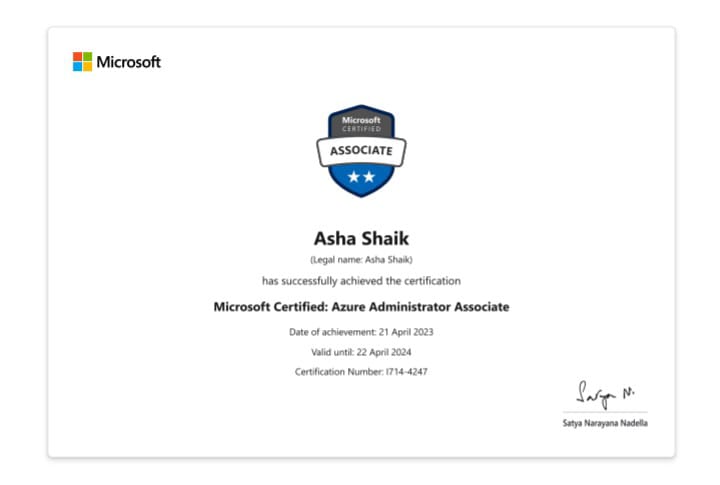 Microsoft
Microsoft
CERTIFIED
ASSOCIATE
Asha Shaik
(Legal name: Asha Shaik)
has successfully achieved the certification
Microsoft Certified: Azure Administrator Associate
Date of achievement: 21 April 2023
Valid until: 22 April 2024
Certification Number: I714-4247
Satya N.
Satya Narayana Nadella